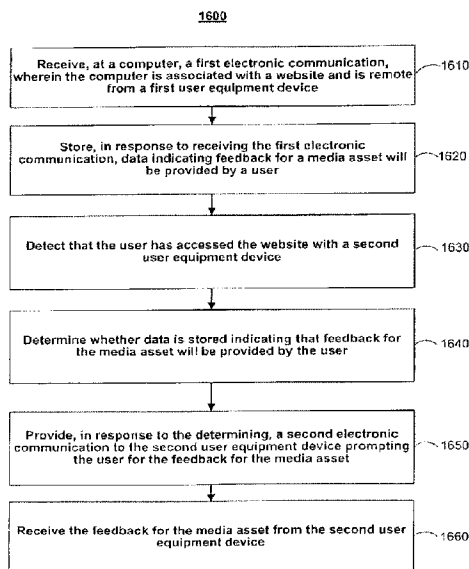 1600
Receive, at a computer, a first electronic communication,
wherein the computer is associated with a website and is remote
from a first user equipment device
1610
Store, in response to receiving the first electronic
communication, data indicating feedback for a media asset will
be provided by a user
1620
Detect that the user has accessed the website with a second
user equipment device
1630
Determine whether data is stored indicating that feedback for
the media asset will be provided by the user
1640
Provide, in response to the determining, a second electronic
communication to the second user equipment device prompting
the user for the feedback for the media asset
1650
Receive the feedback for the media asset from the second user
equipment device
1660